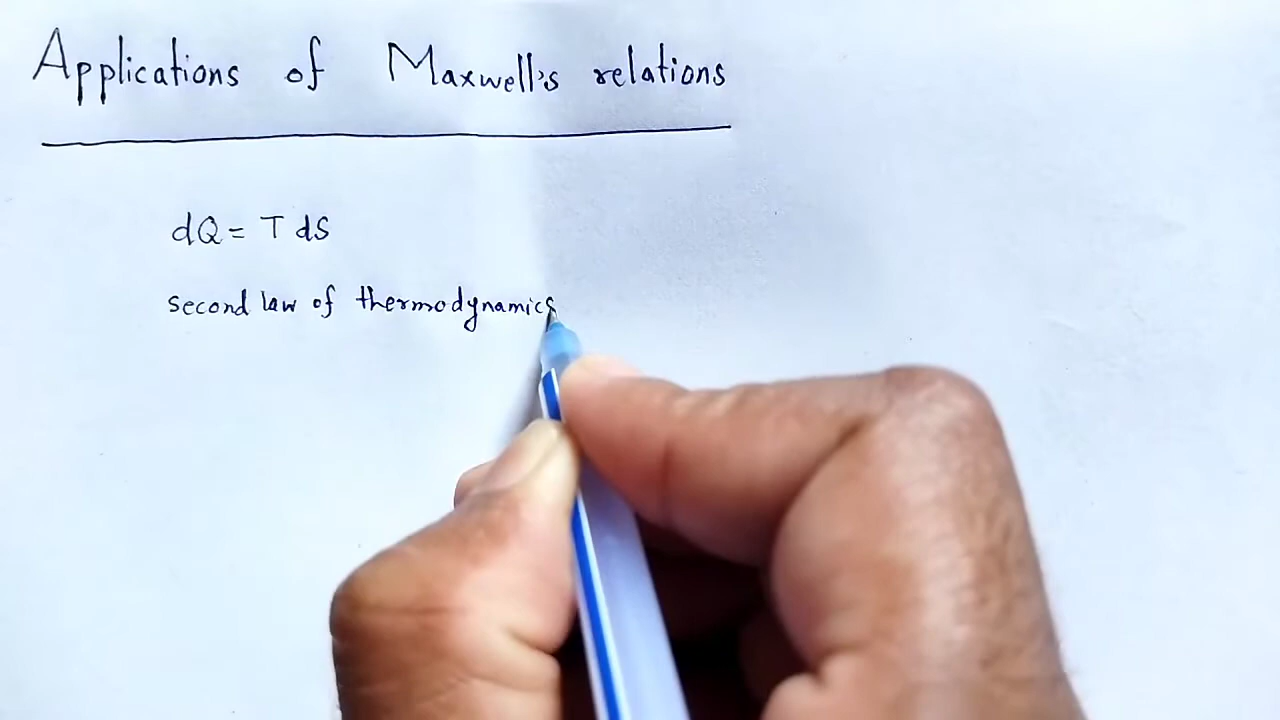 Applications of Maxwell's relations
dQ = T dS
second law of thermodynamics